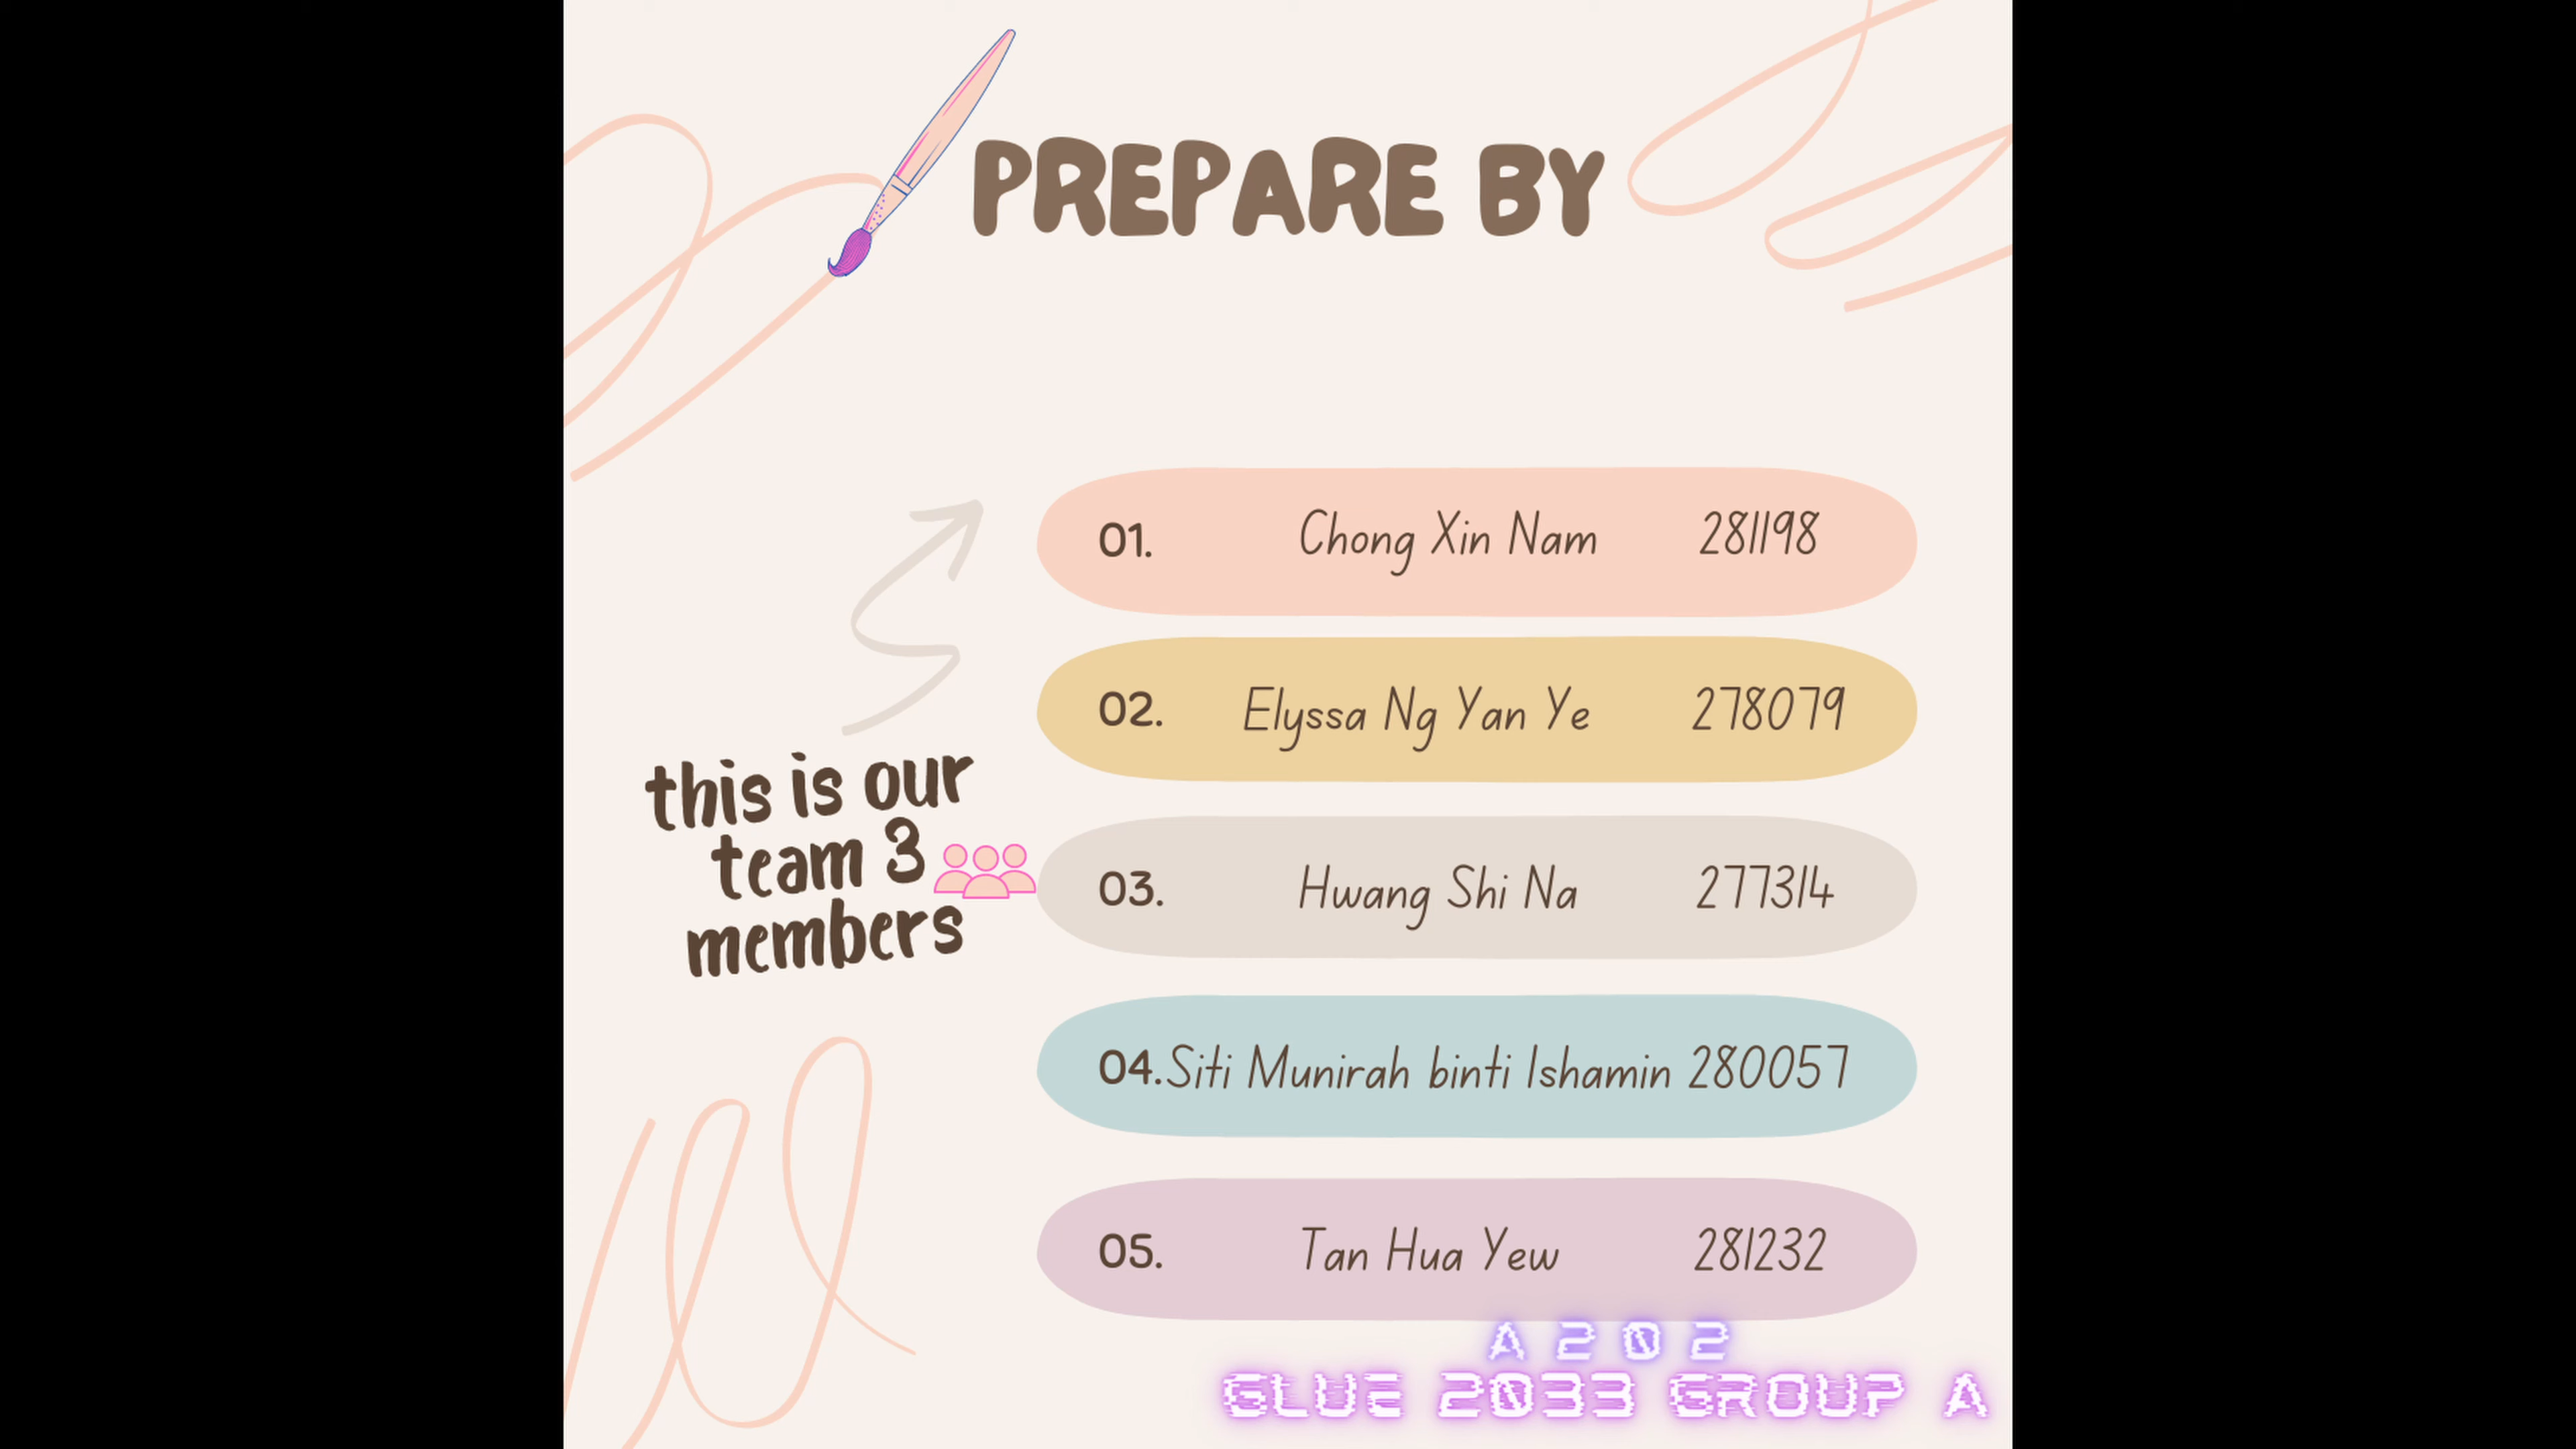 PREPARE BY
01. Chong Xin Nam 281198
02. Elyssa Ng Yan Ye 278079
this is our
team 3
members
03. Hwang Shi Na 277314
04. Siti Munirah binti Ishamin 280057
05. Tan Hua Yew 281232
A 2 0 2
GLUE 2033 GROUP A